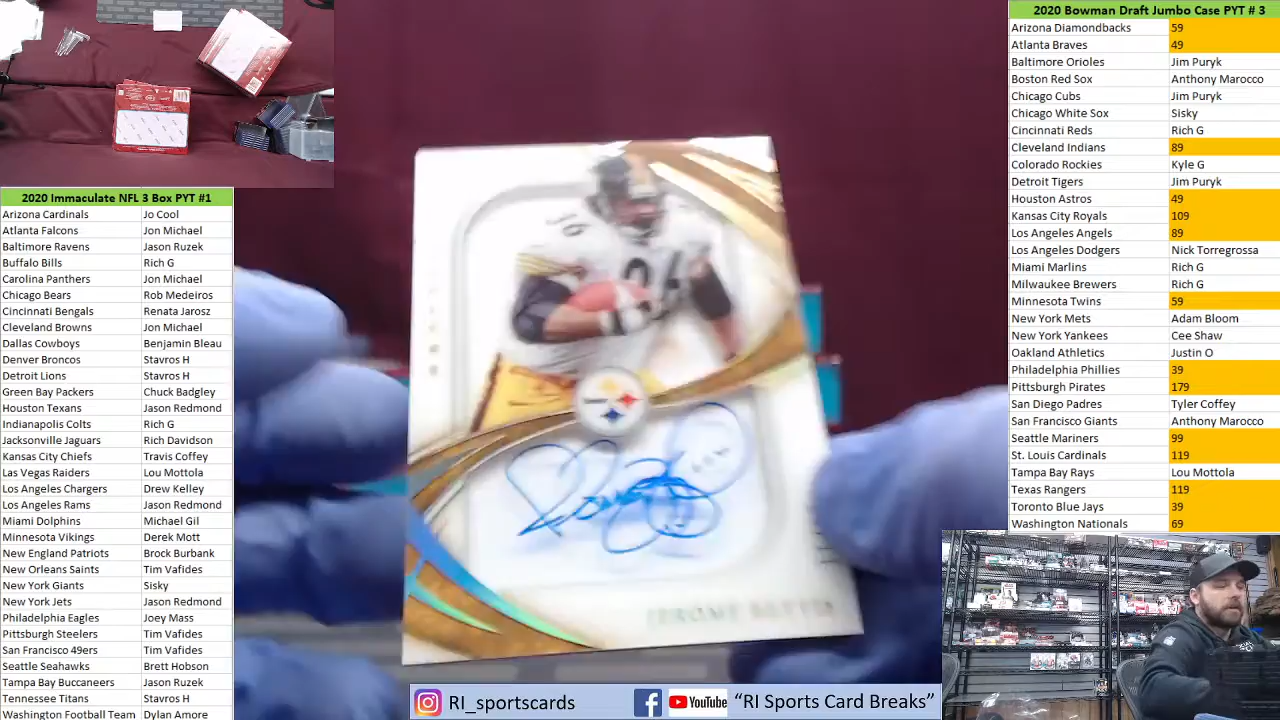 2020 Immaculate NFL 3 Box PYT #1
Arizona Cardinals Jo Cool
Atlanta Falcons Jon Michael
Baltimore Ravens Jason Ruzek
Buffalo Bills Rich G
Carolina Panthers Jon Michael
Chicago Bears Rob Medeiros
Cincinnati Bengals Renata Jarosz
Cleveland Browns Jon Michael
Dallas Cowboys Benjamin Bleau
Denver Broncos Stavros H
Detroit Lions Stavros H
Green Bay Packers Chuck Badgley
Houston Texans Jason Redmond
Indianapolis Colts Rich G
Jacksonville Jaguars Rich Davidson
Kansas City Chiefs Travis Coffey
Las Vegas Raiders Lou Mottola
Los Angeles Chargers Drew Kelley
Los Angeles Rams Jason Redmond
Miami Dolphins Michael Gil
Minnesota Vikings Derek Mott
New England Patriots Brock Burbank
New Orleans Saints Tim Vafides
New York Giants Sisky
New York Jets Jason Redmond
Philadelphia Eagles Joey Mass
Pittsburgh Steelers Tim Vafides
San Francisco 49ers Tim Vafides
Seattle Seahawks Brett Hobson
Tampa Bay Buccaneers Jason Ruzek
Tennessee Titans Stavros H
Washington Football Team Dylan Amore
36
JEROME BETTIS
RI_sportscards YouTube "RI Sports Card Breaks"
2020 Bowman Draft Jumbo Case PYT # 3
Arizona Diamondbacks 59
Atlanta Braves 49
Baltimore Orioles Jim Puryk
Boston Red Sox Anthony Marocco
Chicago Cubs Jim Puryk
Chicago White Sox Sisky
Cincinnati Reds Rich G
Cleveland Indians 89
Colorado Rockies Kyle G
Detroit Tigers Jim Puryk
Houston Astros 49
Kansas City Royals 109
Los Angeles Angels 89
Los Angeles Dodgers Nick Torregrossa
Miami Marlins Rich G
Milwaukee Brewers Rich G
Minnesota Twins 59
New York Mets Adam Bloom
New York Yankees Cee Shaw
Oakland Athletics Justin O
Philadelphia Phillies 39
Pittsburgh Pirates 179
San Diego Padres Tyler Coffey
San Francisco Giants Anthony Marocco
Seattle Mariners 99
St. Louis Cardinals 119
Tampa Bay Rays Lou Mottola
Texas Rangers 119
Toronto Blue Jays 39
Washington Nationals 69